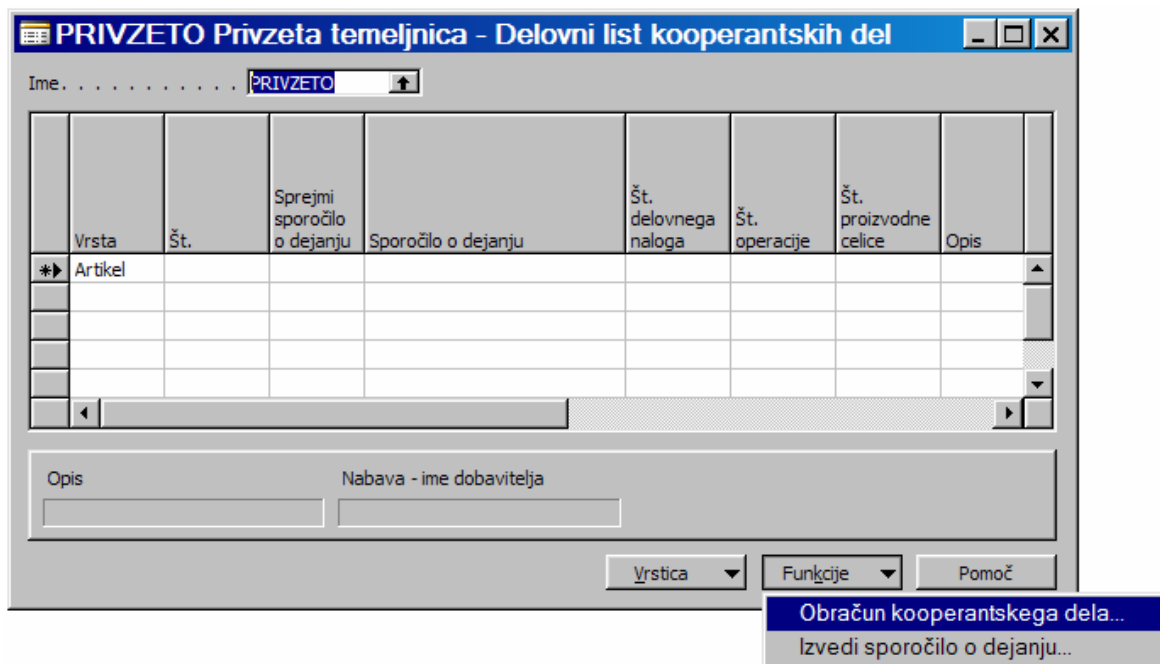 PRIVZETO Privzeta temeljnica - Delovni list kooperantskih del
Ime. . . . . . . . . . . . PRIVZETO
Vrsta
Št.
Sprejmi
sporočilo
o dejanju
Sporočilo o dejanju
Št.
delovnega
naloga
Št.
operacije
Št.
proizvodne
celice
Opis
Artikel
Opis
Nabava - ime dobavitelja
Vrstica
Funkcije
Pomoč
Obračun kooperantskega dela...
Izvedi sporočilo o dejanju...